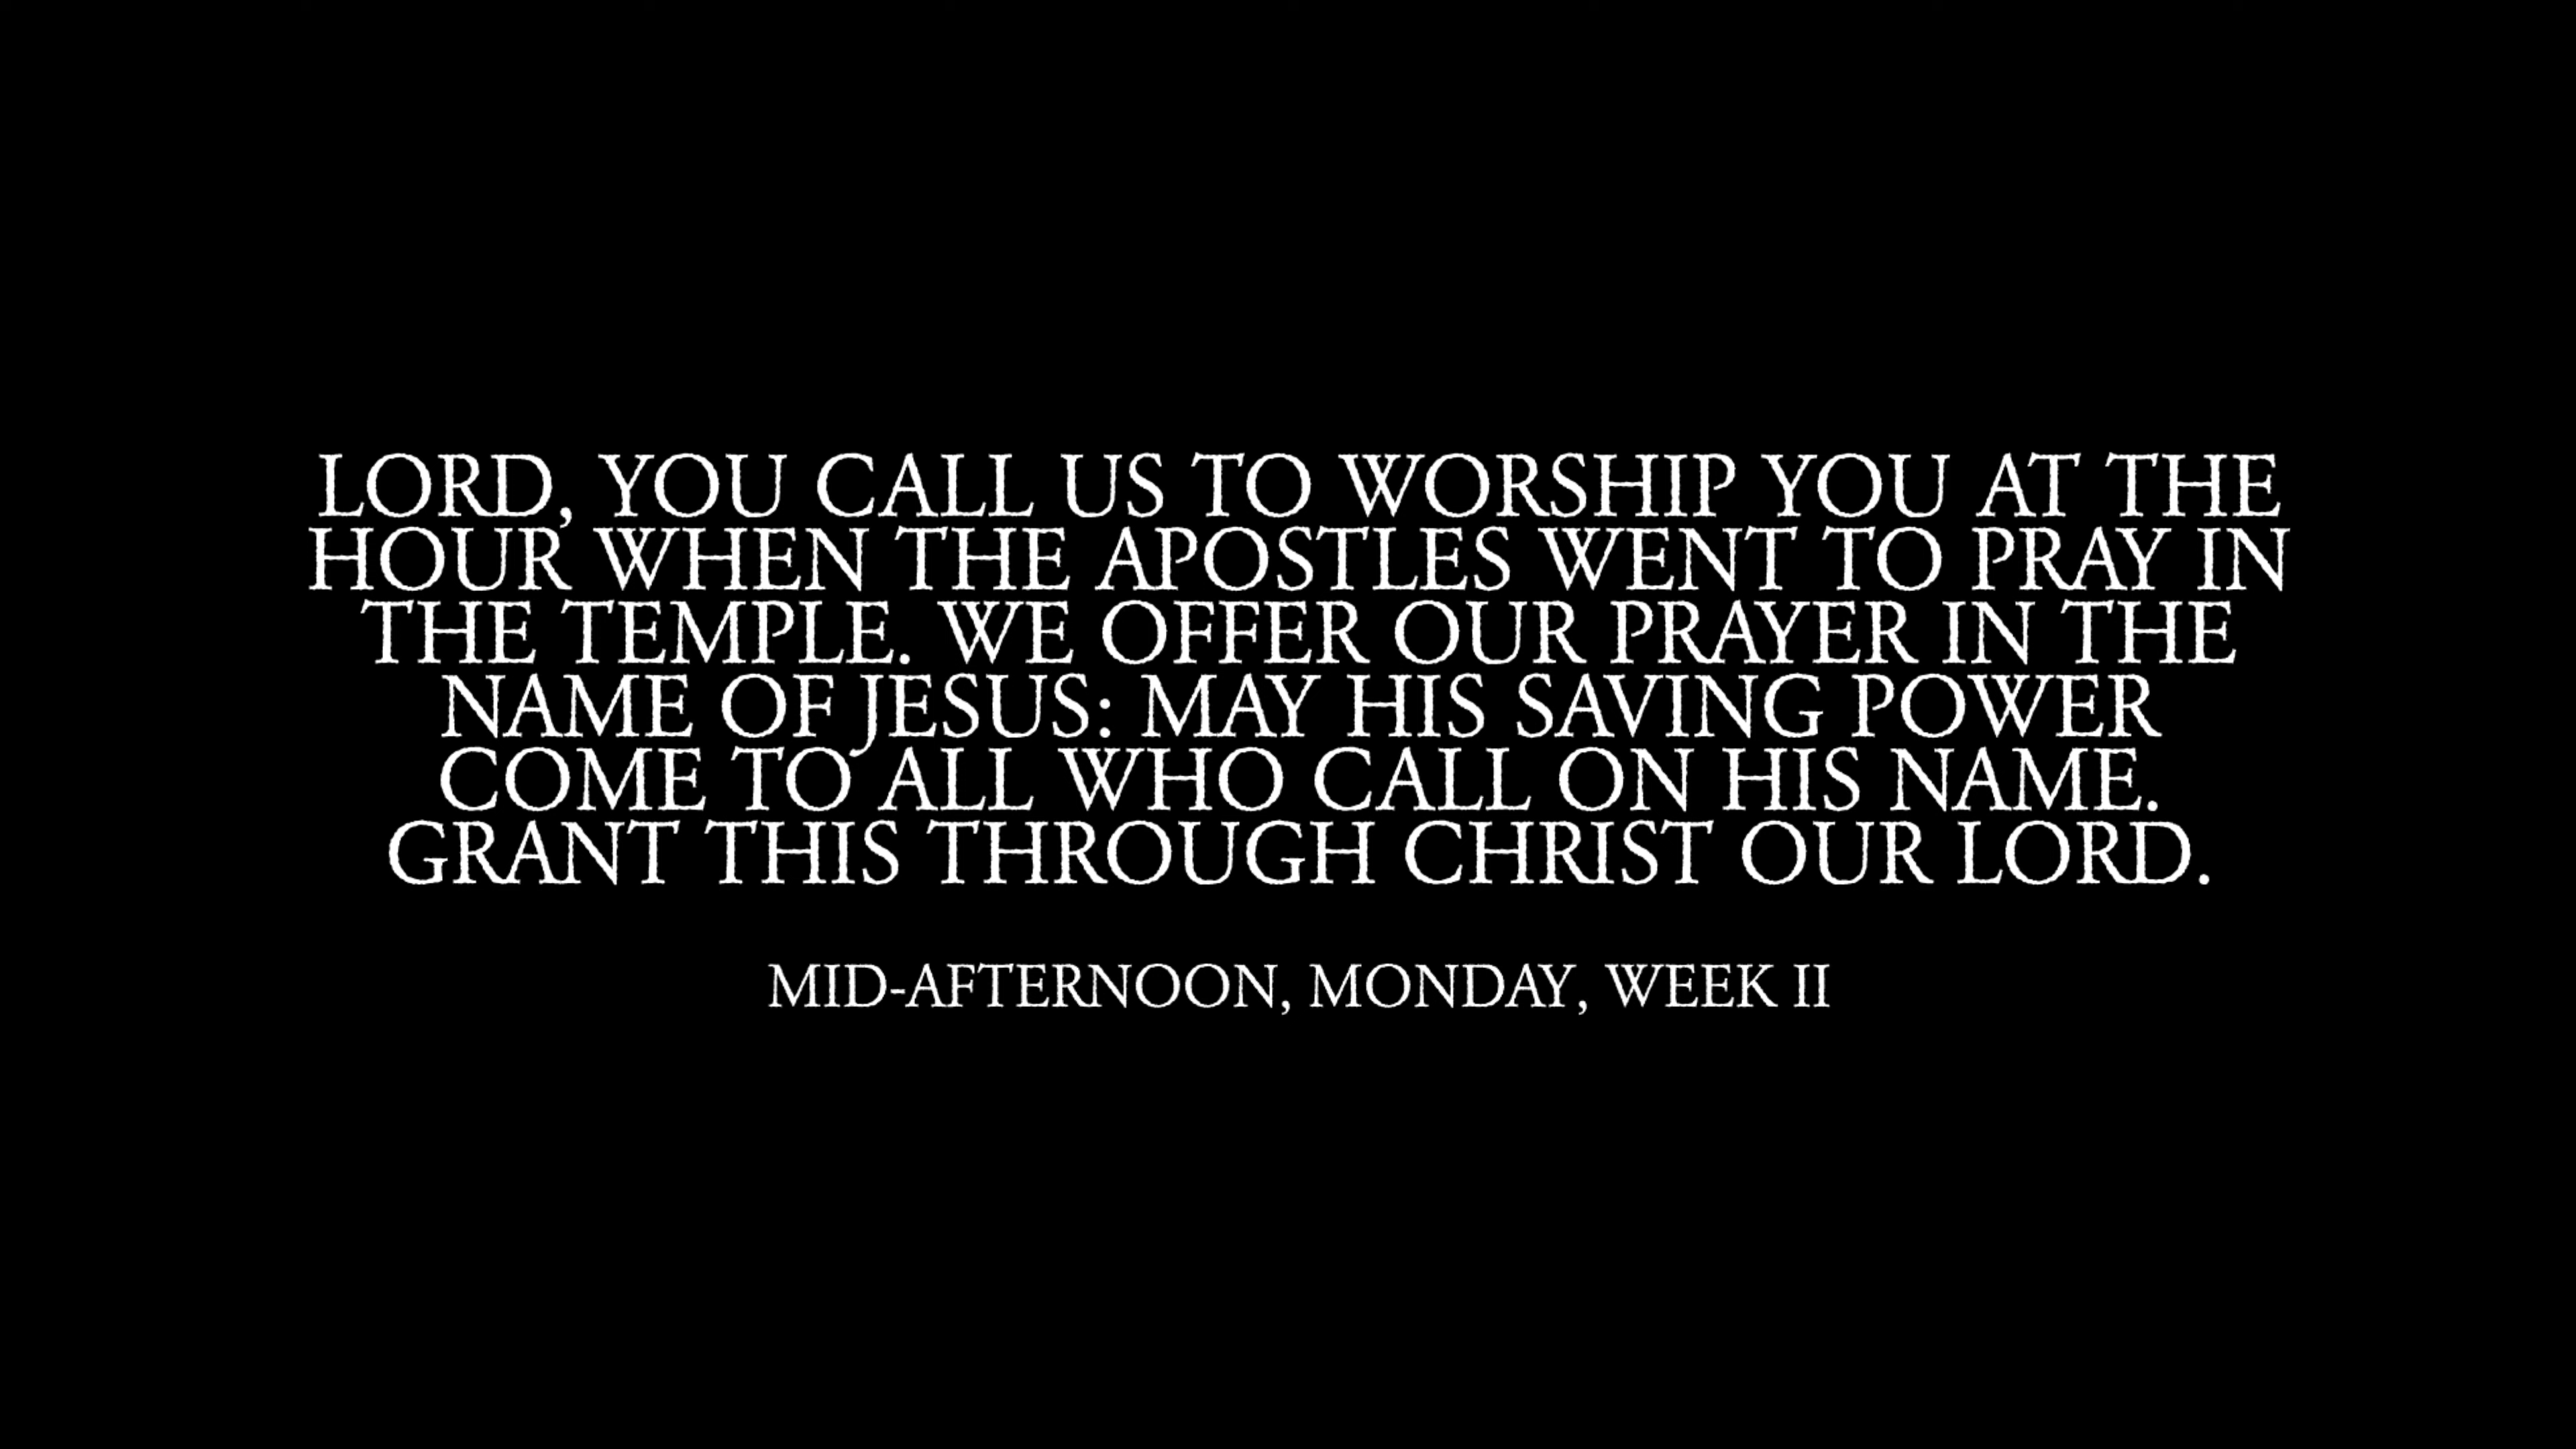 LORD, YOU CALL US TO WORSHIP YOU AT THE
HOUR WHEN THE APOSTLES WENT TO PRAY IN
THE TEMPLE. WE OFFER OUR PRAYER IN THE
NAME OF JESUS: MAY HIS SAVING POWER
COME TO ALL WHO CALL ON HIS NAME.
GRANT THIS THROUGH CHRIST OUR LORD.
MID-AFTERNOON, MONDAY, WEEK II